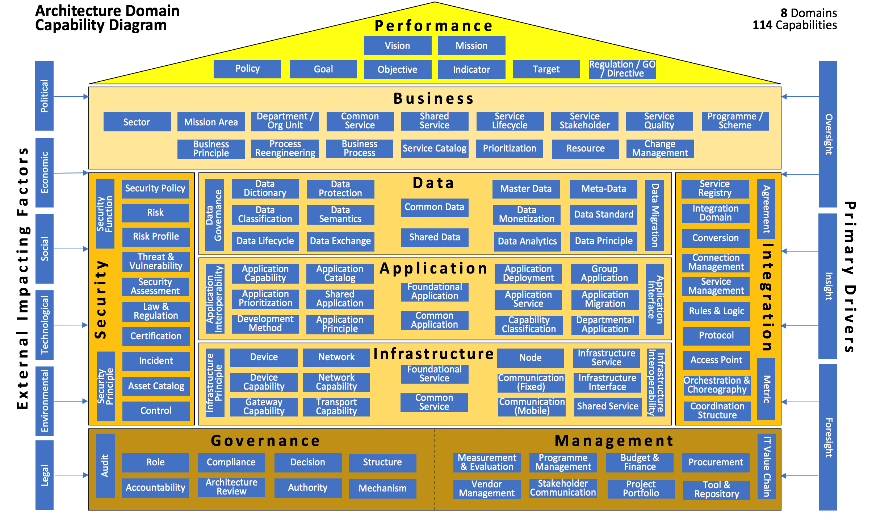 Architecture Domain
Capability Diagram
8 Domains
114 Capabilities
Performance
Vision
Mission
Policy
Goal
Objective
Indicator
Target
Regulation / GO
/ Directive
Business
Sector
Mission Area
Department /
Org Unit
Common
Service
Shared
Service
Service
Lifecycle
Service
Stakeholder
Service
Quality
Programme /
Scheme
Business
Principle
Process
Reengineering
Business
Process
Service Catalog
Prioritization
Resource
Change
Management
External Impacting Factors
Political
Economic
Social
Technological
Environmental
Legal
Security
Security
Function
Security
Principle
Security Policy
Risk
Risk Profile
Threat &
Vulnerability
Security
Assessment
Law &
Regulation
Certification
Incident
Asset Catalog
Control
Data
Data
Governance
Data
Dictionary
Data
Protection
Data
Classification
Data
Semantics
Data Lifecycle
Data Exchange
Common Data
Shared Data
Master Data
Meta-Data
Data
Monetization
Data Standard
Data Analytics
Data Principle
Data Migration
Application
Application
Interoperability
Application
Capability
Application
Catalog
Application
Prioritization
Shared
Application
Development
Method
Application
Principle
Foundational
Application
Common
Application
Application
Deployment
Group
Application
Application
Service
Application
Migration
Capability
Classification
Departmental
Application
Application
Interface
Infrastructure
Infrastructure
Principle
Device
Network
Device
Capability
Network
Capability
Gateway
Capability
Transport
Capability
Foundational
Service
Common
Service
Node
Infrastructure
Service
Communication
(Fixed)
Infrastructure
Interface
Communication
(Mobile)
Shared Service
Infrastructure
Interoperability
Integration
Service
Registry
Integration
Domain
Conversion
Connection
Management
Service
Management
Rules & Logic
Protocol
Access Point
Orchestration &
Choreography
Coordination
Structure
Agreement
Metric
Primary Drivers
Oversight
Insight
Foresight
Governance
Audit
Role
Compliance
Decision
Structure
Accountability
Architecture
Review
Authority
Mechanism
Management
Measurement
& Evaluation
Programme
Management
Budget &
Finance
Procurement
Vendor
Management
Stakeholder
Communication
Project
Portfolio
Tool &
Repository
IT Value Chain